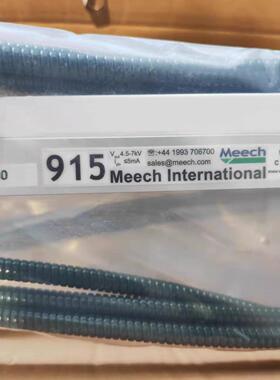 915
V 4.5-7kV
≤5mA
☎:+44 1993 706700
sales@meech.com
Meech
Meech International